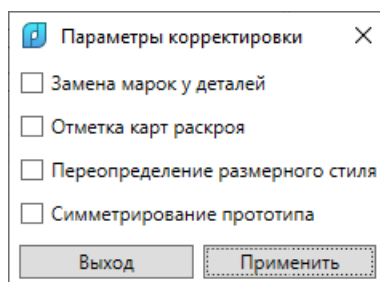 Параметры корректировки
Замена марок у деталей
Отметка карт раскроя
Переопределение размерного стиля
Симметрирование прототипа
Выход Применить